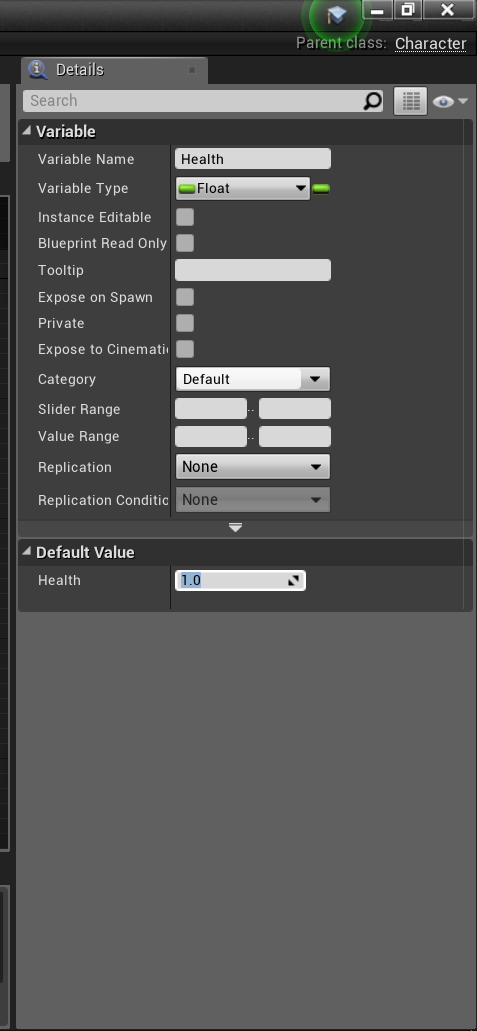 Parent class: Character
Details
Search
Variable
Variable Name Health
Variable Type Float
Instance Editable
Blueprint Read Only
Tooltip
Expose on Spawn
Private
Expose to Cinemati
Category Default
Slider Range ..
Value Range ..
Replication None
Replication Conditio None
Default Value
Health 1.0